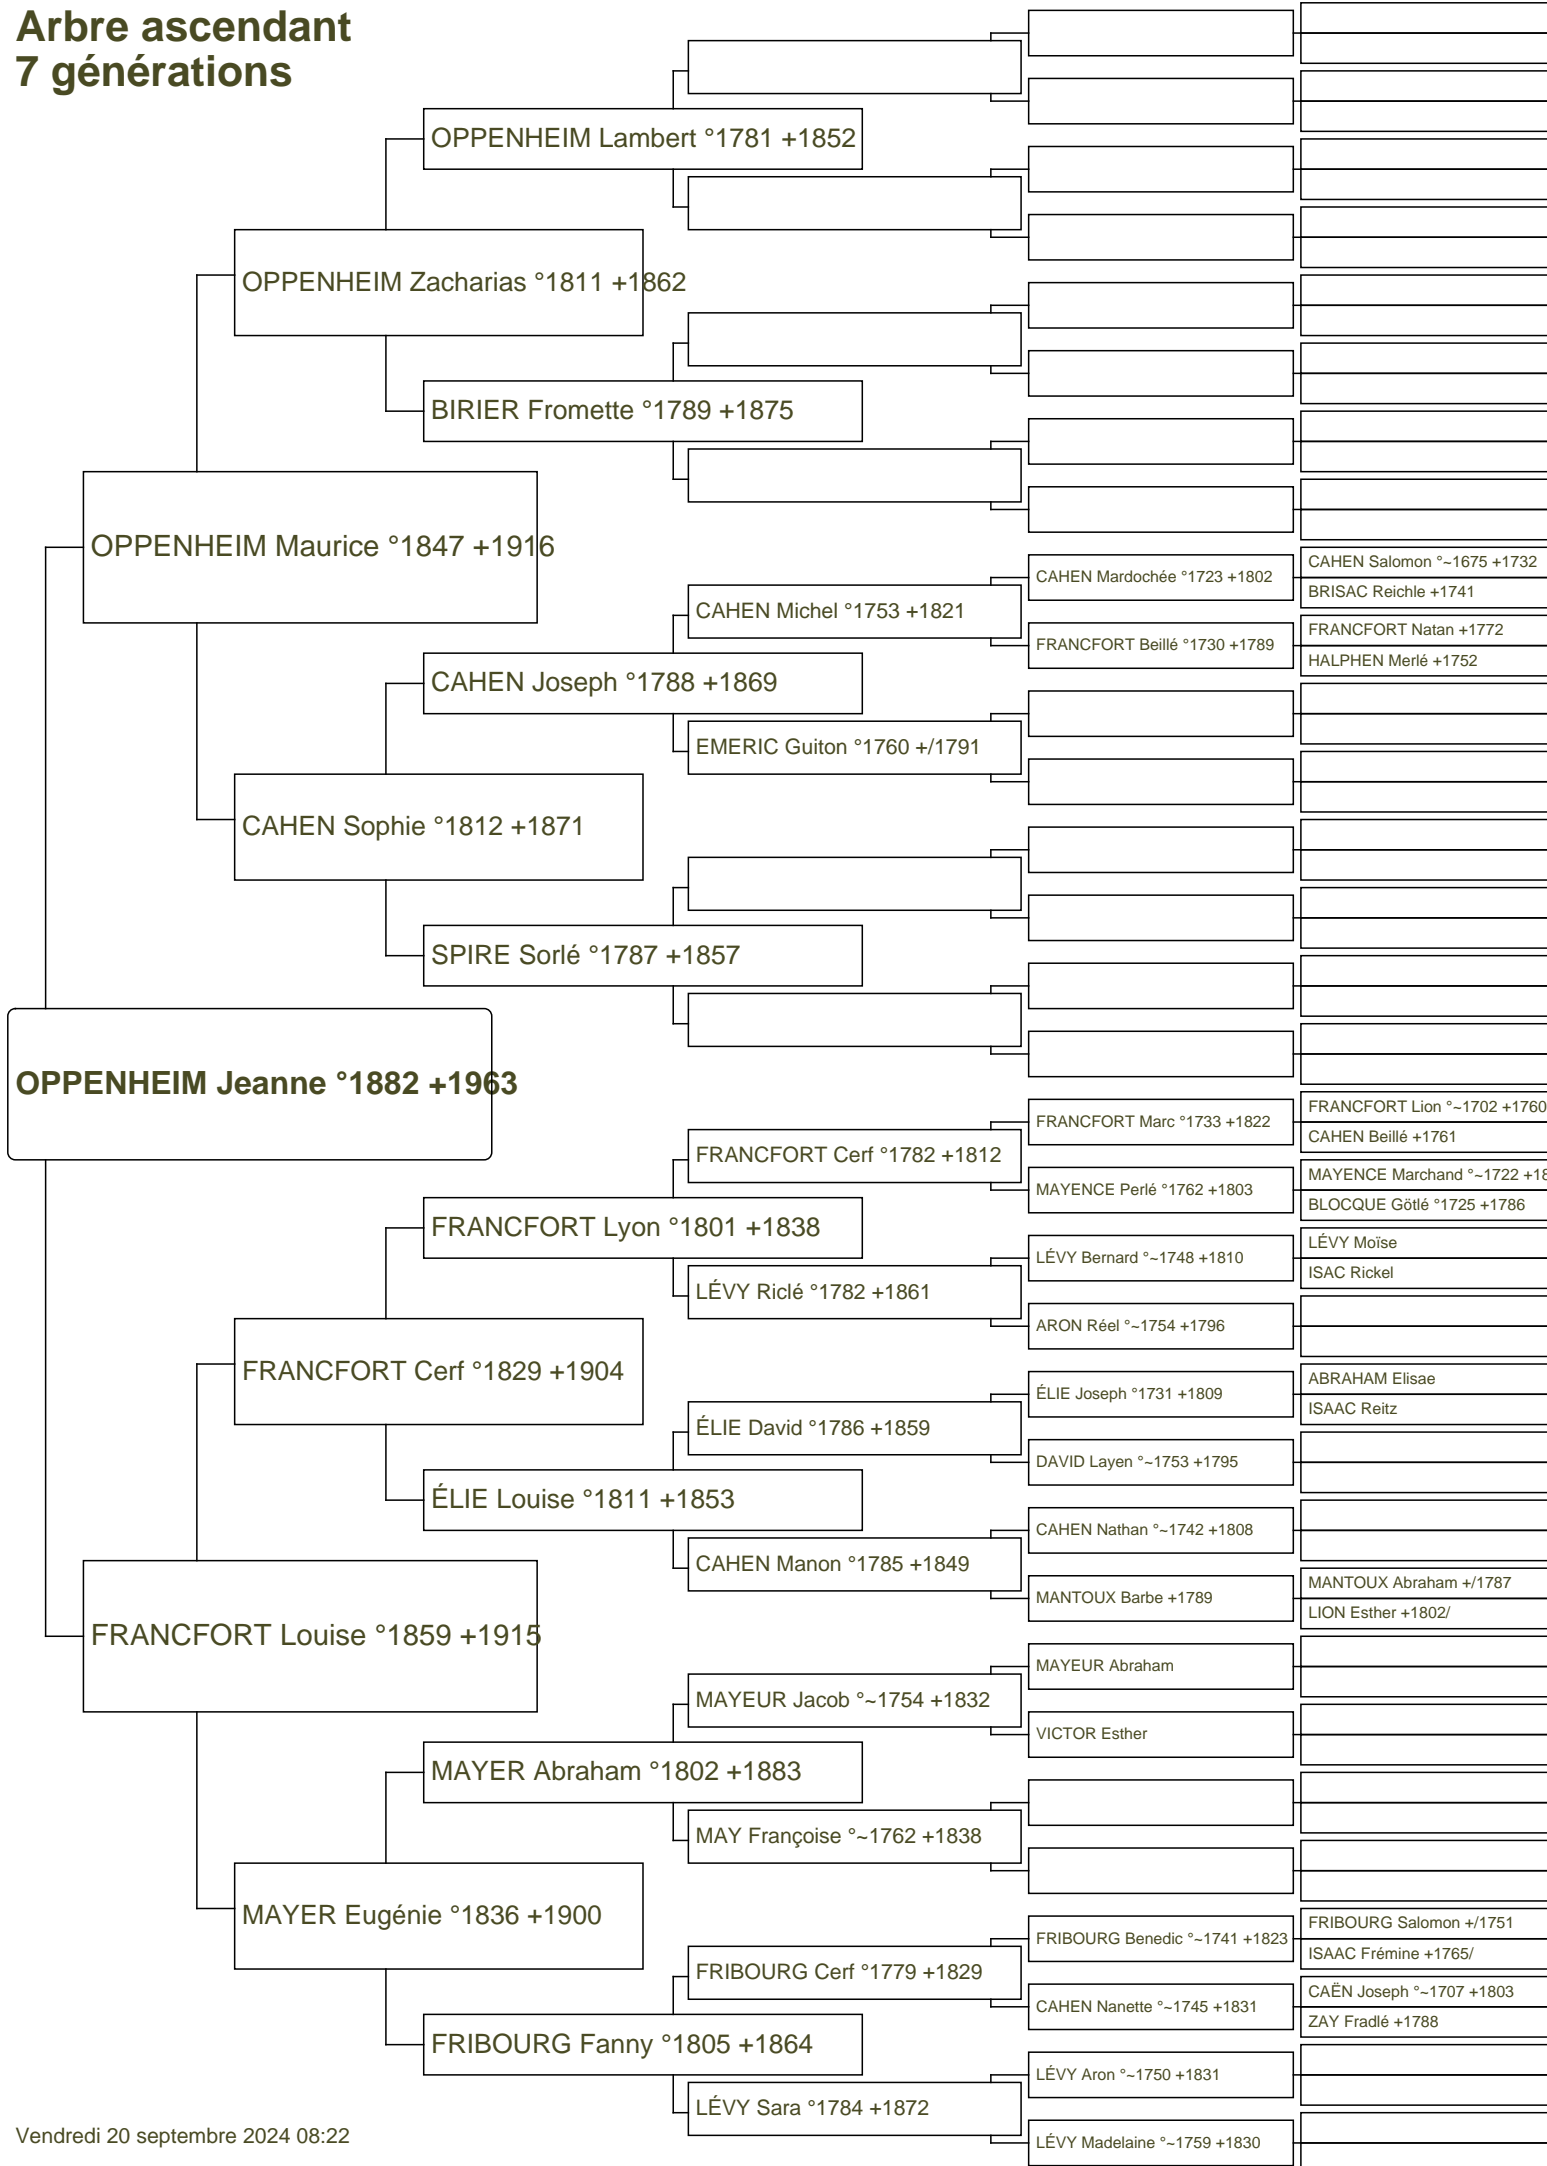 Arbre ascendant
7 générations
OPPENHEIM Lambert °1781 +1852
OPPENHEIM Zacharias °1811 +1862
BIRIER Fromette °1789 +1875
OPPENHEIM Maurice °1847 +1916
CAHEN Mardochée °1723 +1802
CAHEN Salomon °~1675 +1732
BRISAC Reichle +1741
CAHEN Michel °1753 +1821
FRANCFORT Beillé °1730 +1789
FRANCFORT Natan +1772
HALPHEN Merlé +1752
CAHEN Joseph °1788 +1869
EMERIC Guiton °1760 +/1791
CAHEN Sophie °1812 +1871
SPIRE Sorlé °1787 +1857
OPPENHEIM Jeanne °1882 +1963
FRANCFORT Marc °1733 +1822
FRANCFORT Lion °~1702 +1760
CAHEN Beillé +1761
FRANCFORT Cerf °1782 +1812
MAYENCE Perlé °1762 +1803
MAYENCE Marchand °~1722 +18
BLOCQUE Götlé °1725 +1786
FRANCFORT Lyon °1801 +1838
LÉVY Bernard °~1748 +1810
LÉVY Moïse
ISAC Rickel
LÉVY Riclé °1782 +1861
ARON Réel °~1754 +1796
FRANCFORT Cerf °1829 +1904
ÉLIE Joseph °1731 +1809
ABRAHAM Elisae
ISAAC Reitz
ÉLIE David °1786 +1859
DAVID Layen °~1753 +1795
ÉLIE Louise °1811 +1853
CAHEN Nathan °~1742 +1808
CAHEN Manon °1785 +1849
MANTOUX Barbe +1789
MANTOUX Abraham +/1787
LION Esther +1802/
FRANCFORT Louise °1859 +1915
MAYEUR Abraham
MAYEUR Jacob °~1754 +1832
VICTOR Esther
MAYER Abraham °1802 +1883
MAY Françoise °~1762 +1838
MAYER Eugénie °1836 +1900
FRIBOURG Benedic °~1741 +1823
FRIBOURG Salomon +/1751
ISAAC Frémine +1765/
FRIBOURG Cerf °1779 +1829
CAHEN Nanette °~1745 +1831
CAËN Joseph °~1707 +1803
ZAY Fradlé +1788
FRIBOURG Fanny °1805 +1864
LÉVY Aron °~1750 +1831
LÉVY Sara °1784 +1872
LÉVY Madelaine °~1759 +1830
Vendredi 20 septembre 2024 08:22